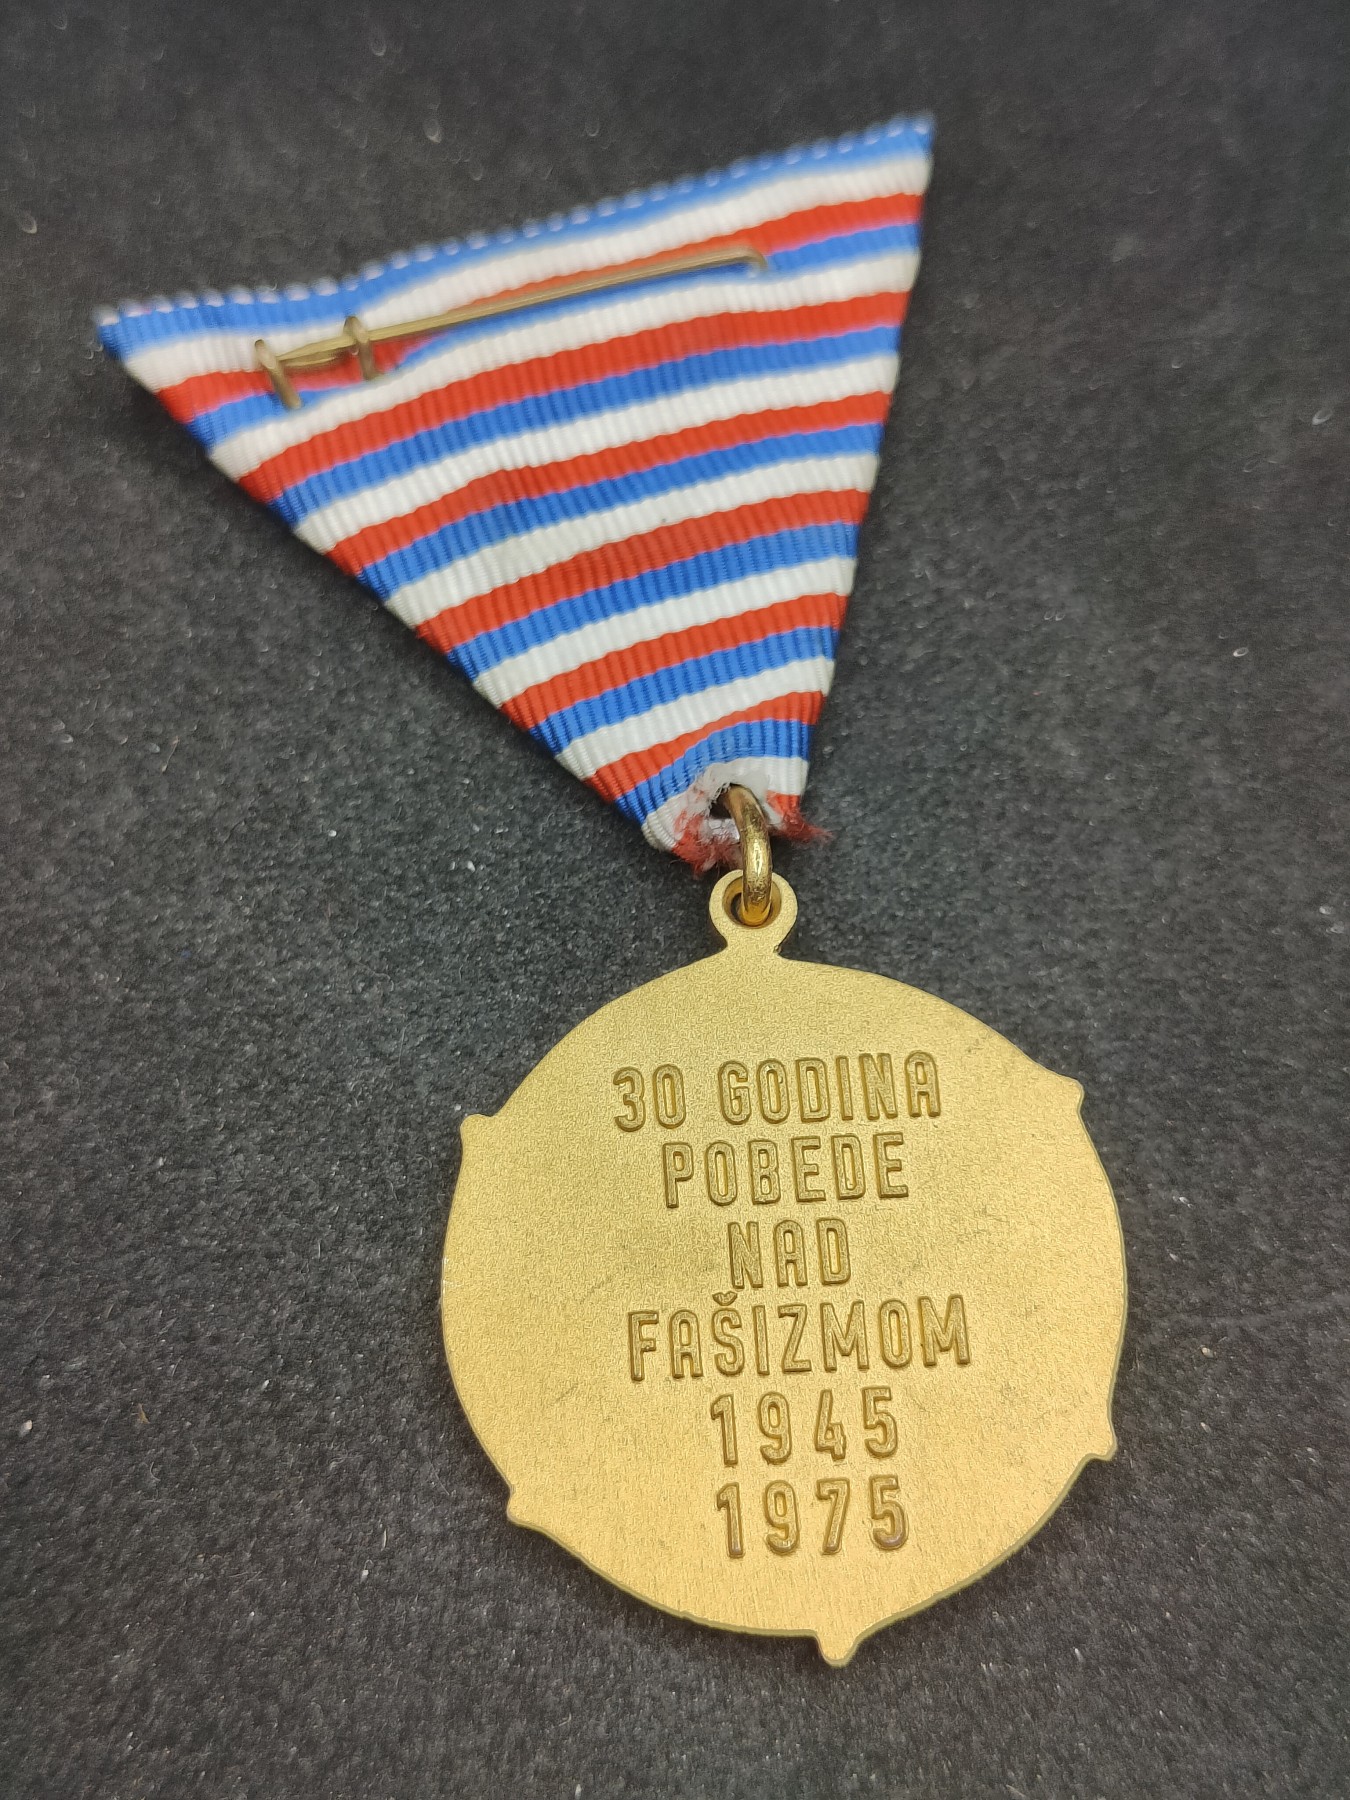 30 GODINA
POBEDE
NAD
FAŠIZMOM
1945
1975